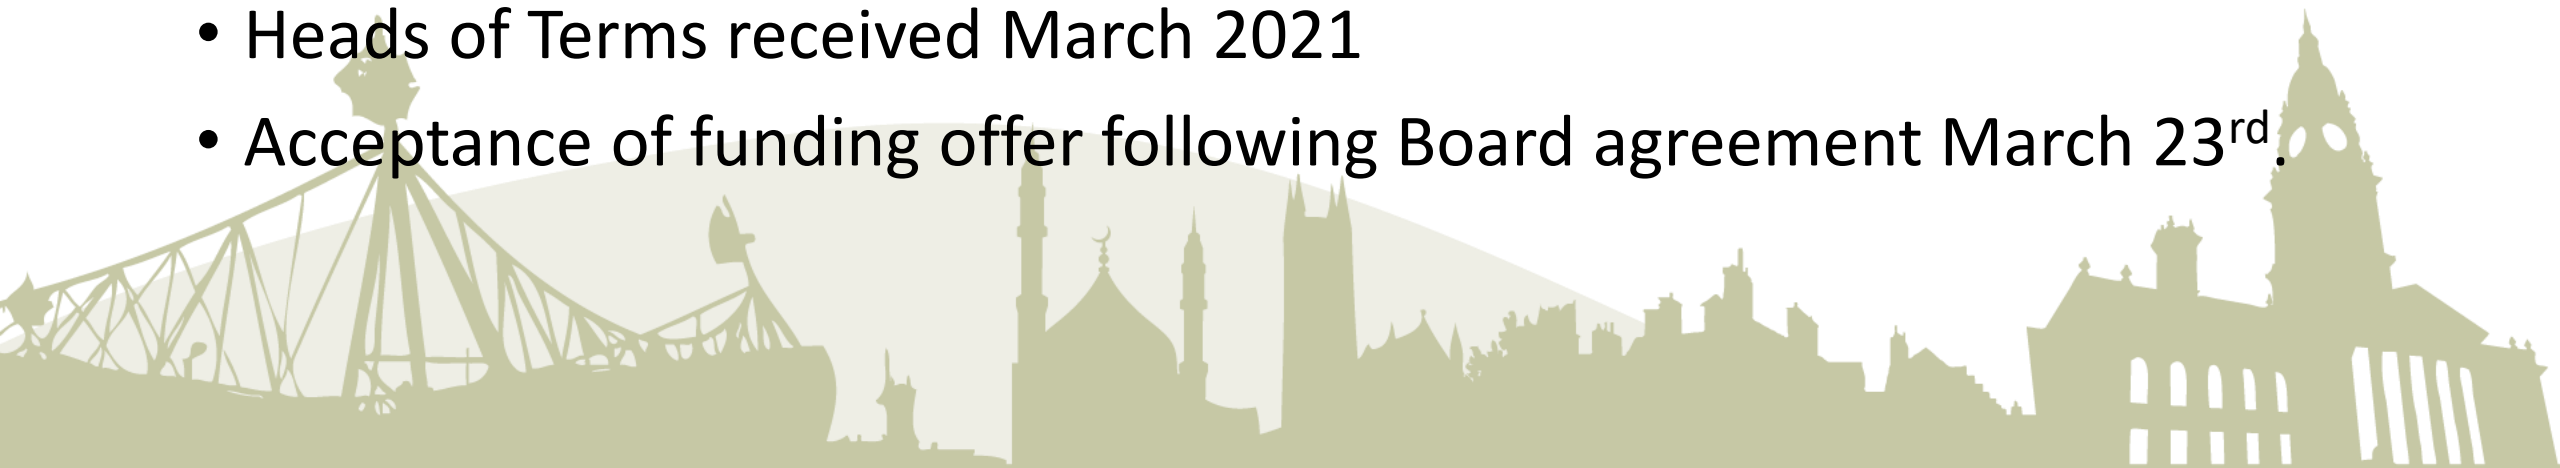 • Heads of Terms received March 2021
• Acceptance of funding offer following Board agreement March 23rd.